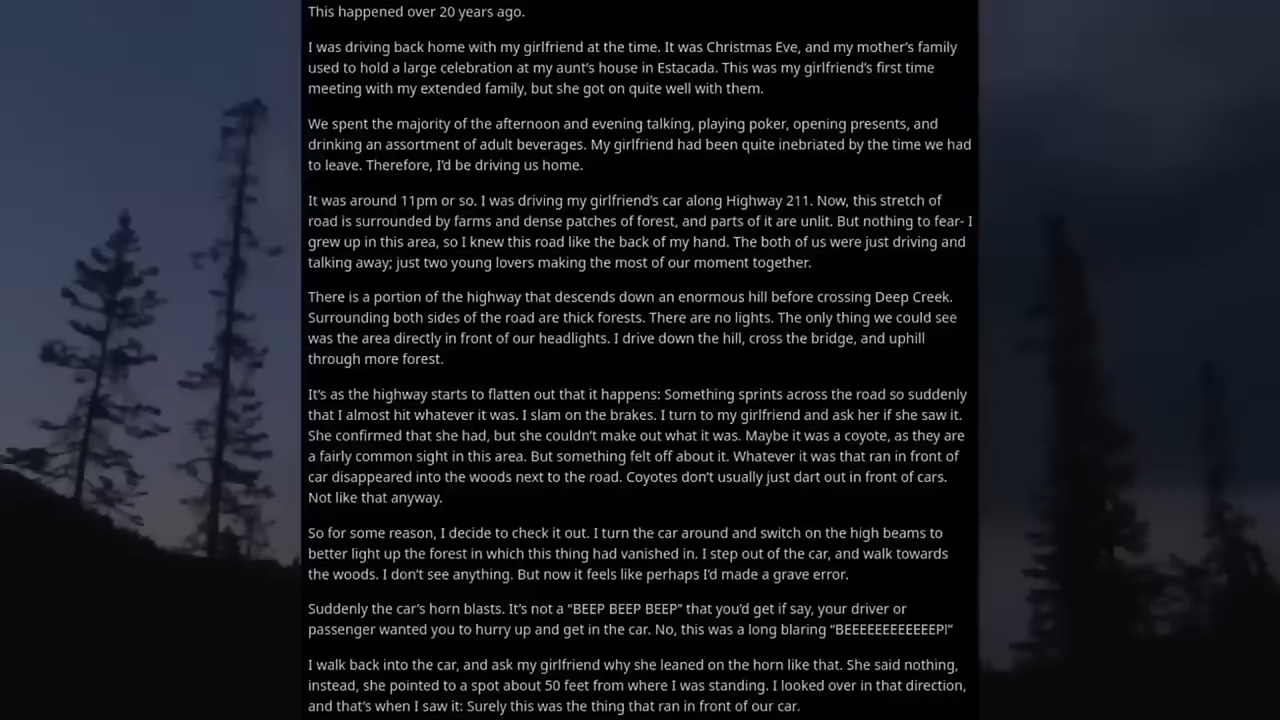 This happened over 20 years ago.
I was driving back home with my girlfriend at the time. It was Christmas Eve, and my mother's family
used to hold a large celebration at my aunt's house in Estacada. This was my girlfriend's first time
meeting with my extended family, but she got on quite well with them.
We spent the majority of the afternoon and evening talking, playing poker, opening presents, and
drinking an assortment of adult beverages. My girlfriend had been quite inebriated by the time we had
to leave. Therefore, I'd be driving us home.
It was around 11pm or so. I was driving my girlfriend's car along Highway 211. Now, this stretch of
road is surrounded by farms and dense patches of forest, and parts of it are unlit. But nothing to fear- I
grew up in this area, so I knew this road like the back of my hand. The both of us were just driving and
talking away; just two young lovers making the most of our moment together.
There is a portion of the highway that descends down an enormous hill before crossing Deep Creek.
Surrounding both sides of the road are thick forests. There are no lights. The only thing we could see
was the area directly in front of our headlights. I drive down the hill, cross the bridge, and uphill
through more forest.
It's as the highway starts to flatten out that it happens: Something sprints across the road so suddenly
that I almost hit whatever it was. I slam on the brakes. I turn to my girlfriend and ask her if she saw it.
She confirmed that she had, but she couldn't make out what it was. Maybe it was a coyote, as they are
a fairly common sight in this area. But something felt off about it. Whatever it was that ran in front of
car disappeared into the woods next to the road. Coyotes don't usually just dart out in front of cars.
Not like that anyway.
So for some reason, I decide to check it out. I turn the car around and switch on the high beams to
better light up the forest in which this thing had vanished in. I step out of the car, and walk towards
the woods. I don't see anything. But now it feels like perhaps I'd made a grave error.
Suddenly the car's horn blasts. It's not a “BEEP BEEP BEEP” that you'd get if say, your driver or
passenger wanted you to hurry up and get in the car. No, this was a long blaring “BEEEEEEEEEEEEP!”
I walk back into the car, and ask my girlfriend why she leaned on the horn like that. She said nothing,
instead, she pointed to a spot about 50 feet from where I was standing. I looked over in that direction,
and that's when I saw it: Surely this was the thing that ran in front of our car.